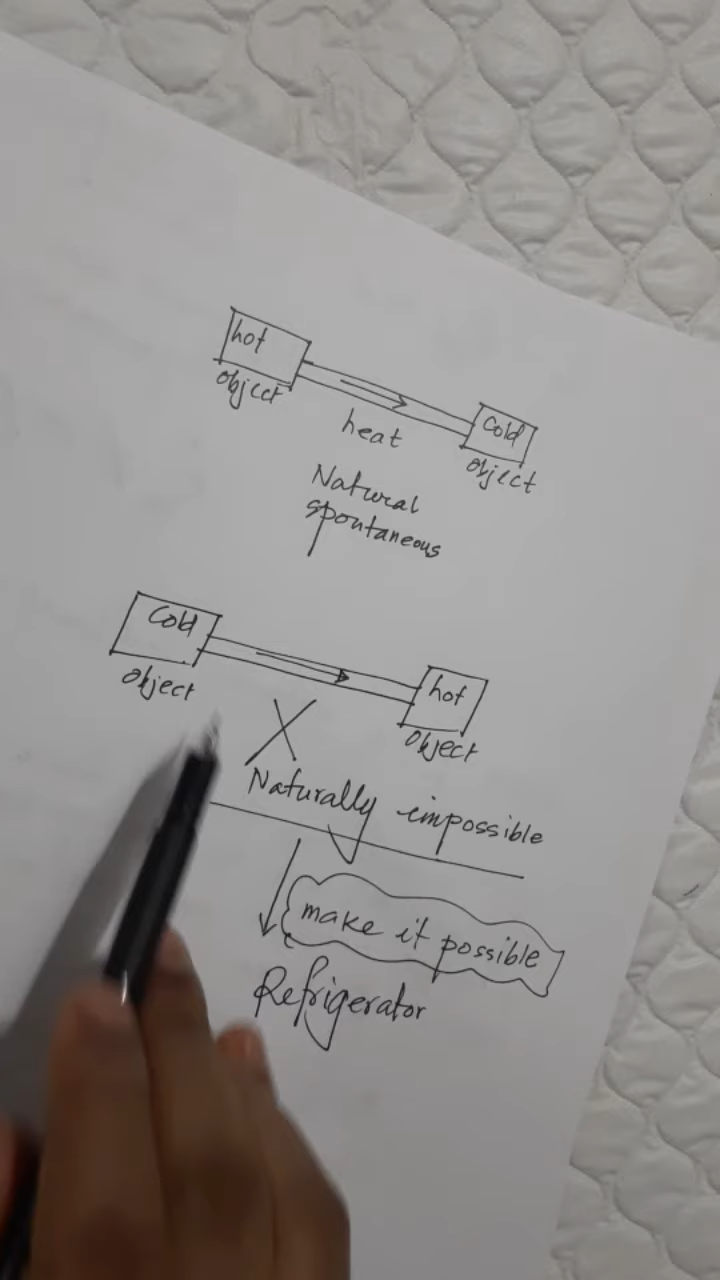 hot
object
heat
Cold
object
Natural
spontaneous
Cold
object
hot
object
Naturally impossible
make it possible
Refrigerator